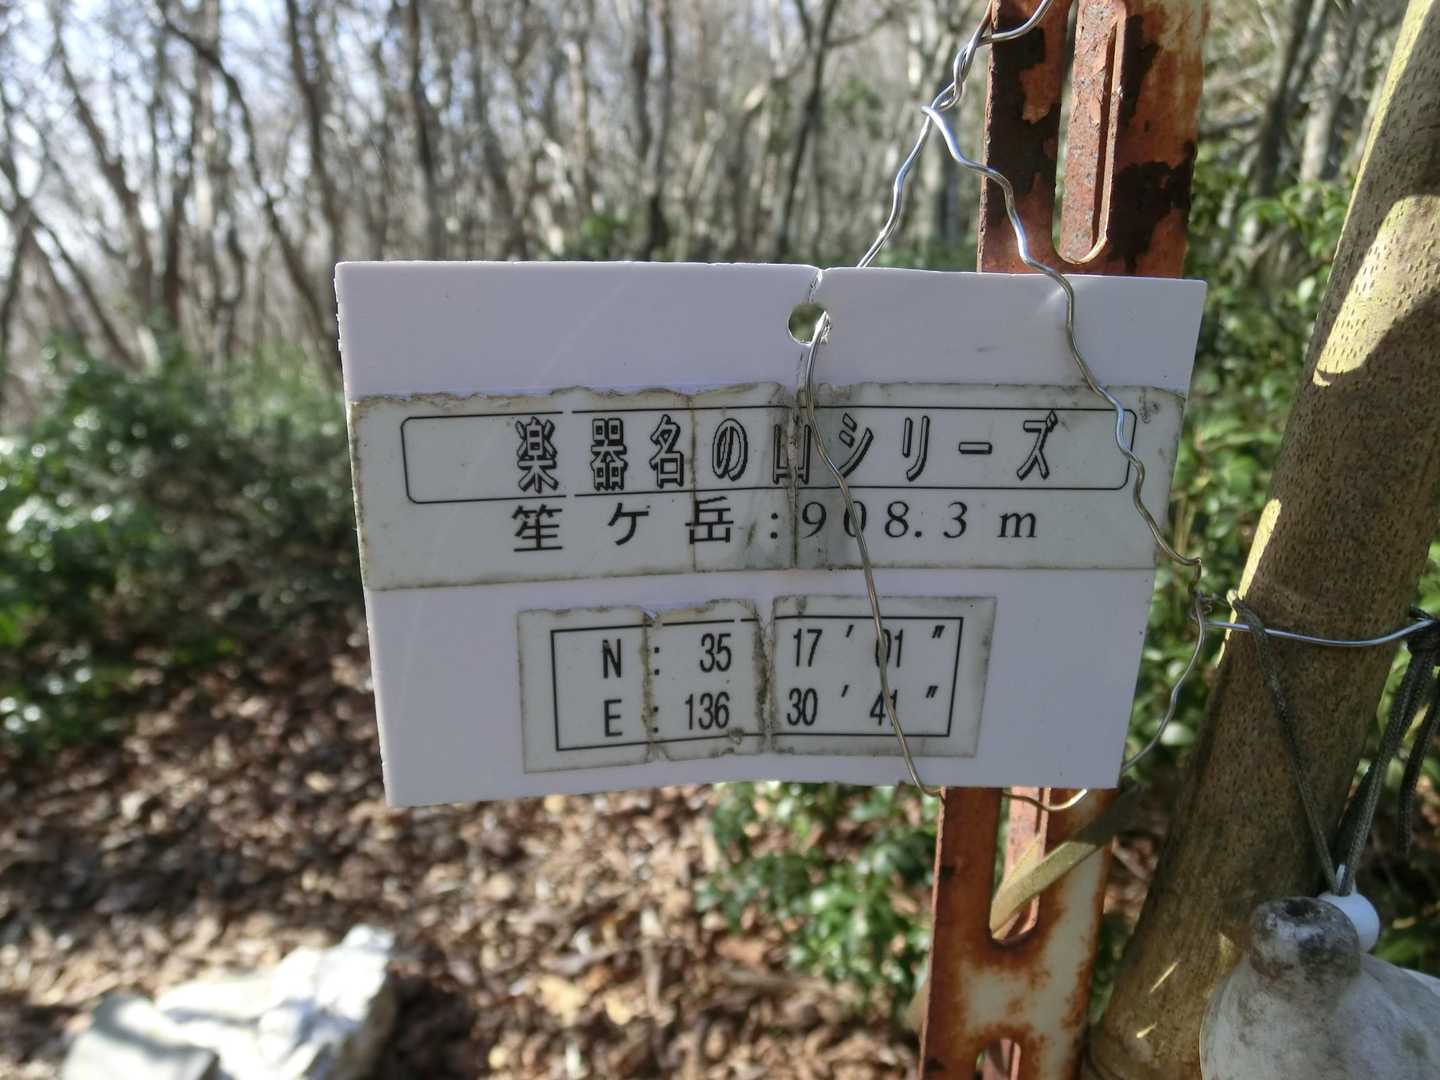 楽器名の山シリーズ
笙ケ岳:908.3m
N: 35 17′01″
E: 136 30′41″